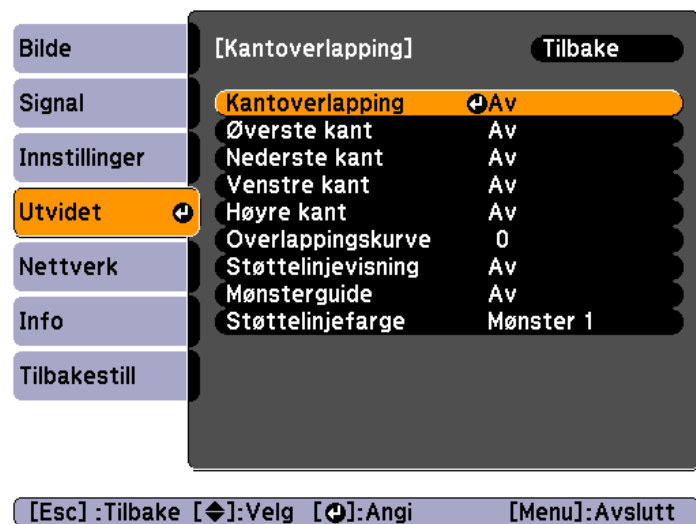 Bilde
Signal
Innstillinger
Utvidet
Nettverk
Info
Tilbakestill
[Kantoverlapping] Tilbake
Kantoverlapping Av
Øverste kant Av
Nederste kant Av
Venstre kant Av
Høyre kant Av
Overlappingskurve 0
Støttelinjevisning Av
Mønsterguide Av
Støttelinjefarge Mønster 1
[Esc] :Tilbake [◆]:Velg [⏎]:Angi [Menu]:Avslutt